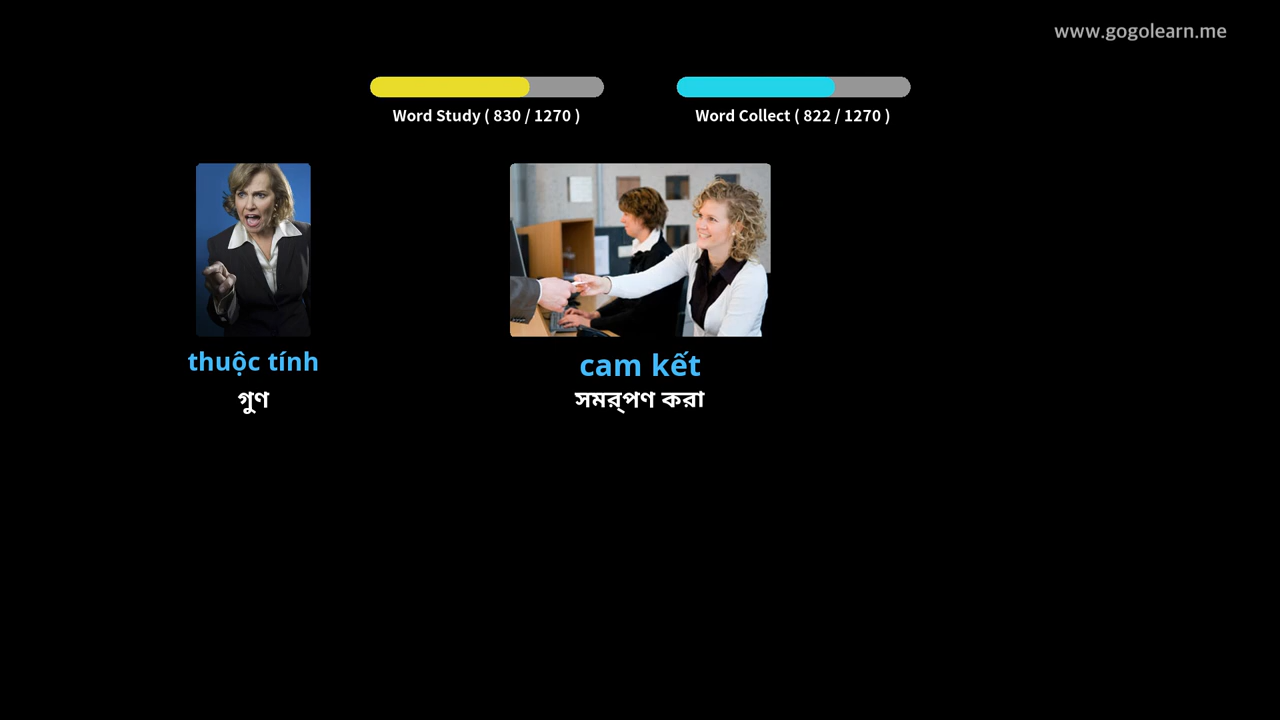 www.gogolearn.me
Word Study ( 830 / 1270 )
Word Collect ( 822 / 1270 )
thuộc tính
গুণ
cam kết
সমর্পণ করা